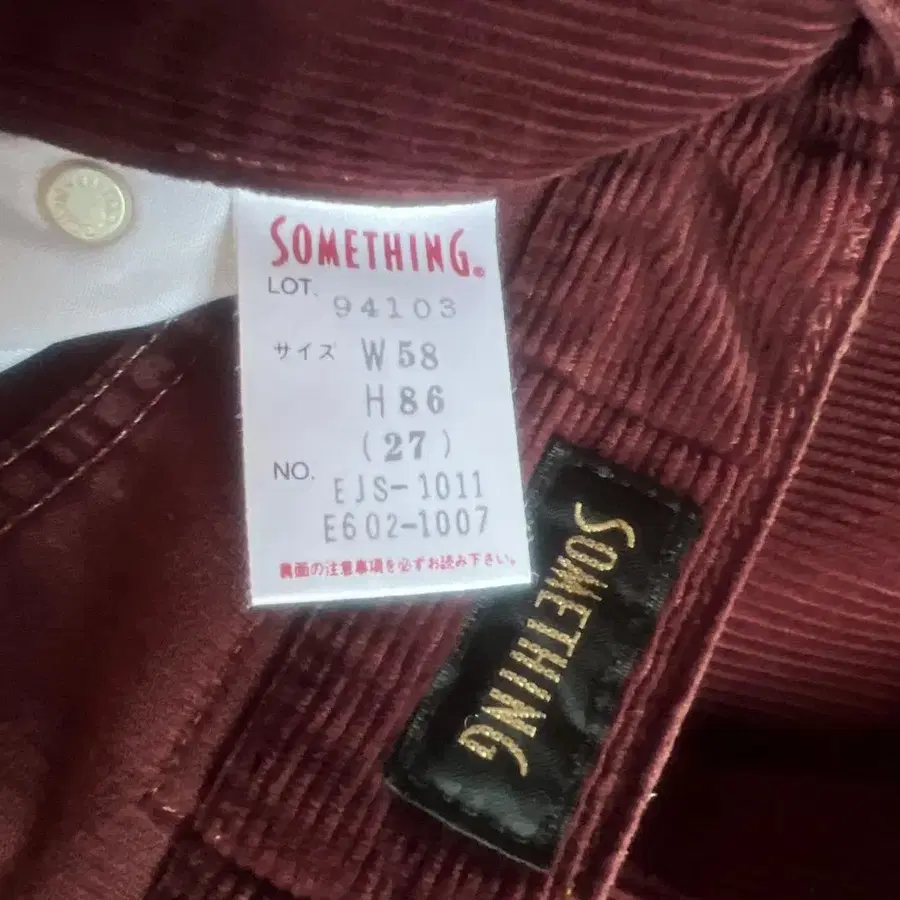 SOMETHING®
LOT. 94103
サイズ W58
H86
(27)
NO. EJS-1011
E602-1007
裏面の注意事項を必ずお読み下さい。
SOMETHING